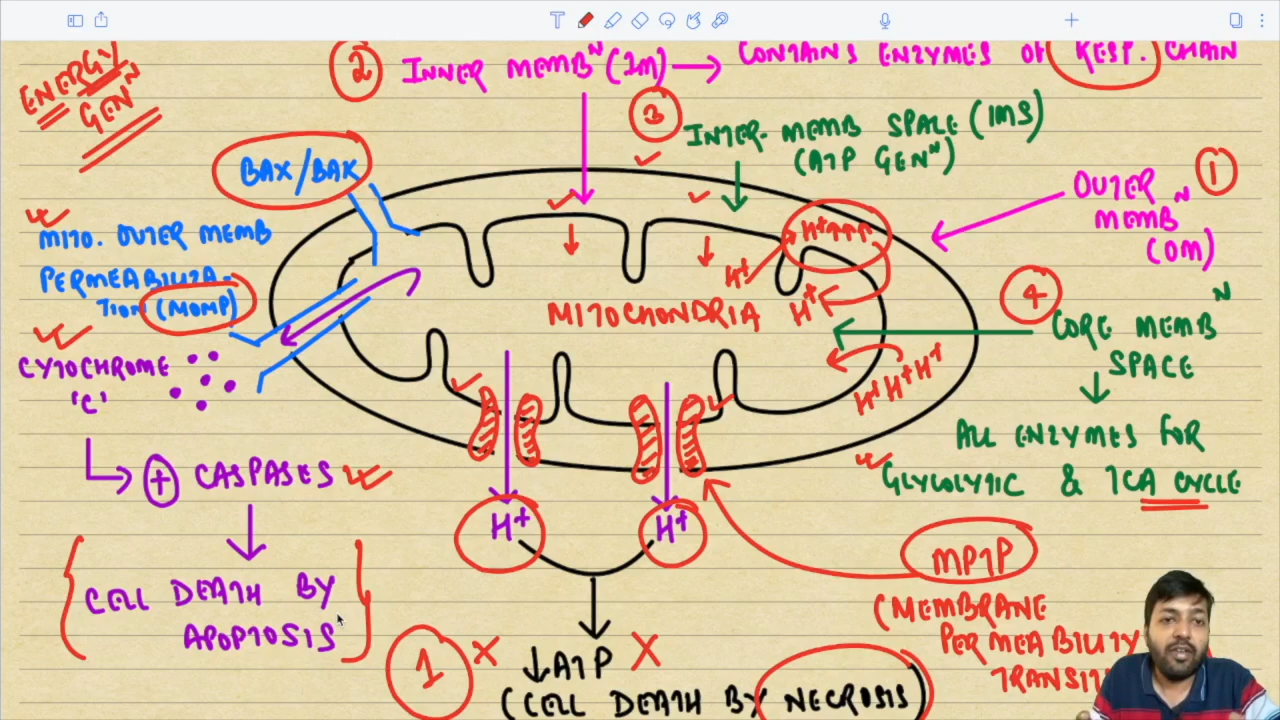 ENERGY
GENᴺ
② INNER MEMBᴺ (IM) → CONTAINS ENZYMES OF RESP. CHAIN
③ INTER-MEMB SPACE (IMS)
(ATP GENᴺ)
OUTER ①
MEMBᴺ
(OM)
BAX/BAK
MITO. OUTER MEMB
PERMEABILIZA-
TION (MOMP)
CYTOCHROME
'C'
⊕ CASPASES
CELL DEATH BY
APOPTOSIS
H⁺↑↑↑
H⁺
MITOCHONDRIA H⁺
H⁺H⁺H⁺
④
CORE MEMBᴺ
SPACE
ALL ENZYMES FOR
GLYCOLYTIC & TCA CYCLE
H⁺ H⁺
MPTP
(MEMBRANE
PERMEABILITY
① X ↓ATP X
(CELL DEATH BY NECROSIS)